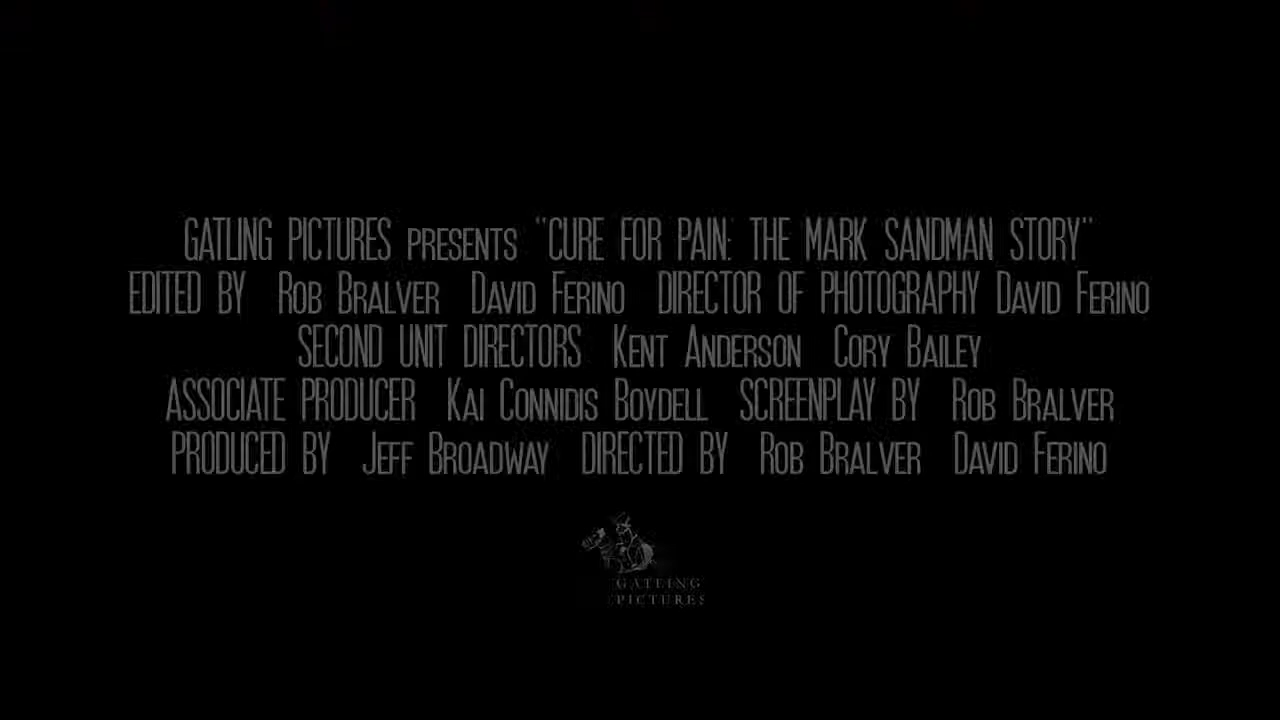 GATLING PICTURES PRESENTS "CURE FOR PAIN: THE MARK SANDMAN STORY"
EDITED BY ROB BRALVER DAVID FERINO DIRECTOR OF PHOTOGRAPHY DAVID FERINO
SECOND UNIT DIRECTORS KENT ANDERSON CORY BAILEY
ASSOCIATE PRODUCER KAI CONNIDIS BOYDELL SCREENPLAY BY ROB BRALVER
PRODUCED BY JEFF BROADWAY DIRECTED BY ROB BRALVER DAVID FERINO
GATLING
PICTURES